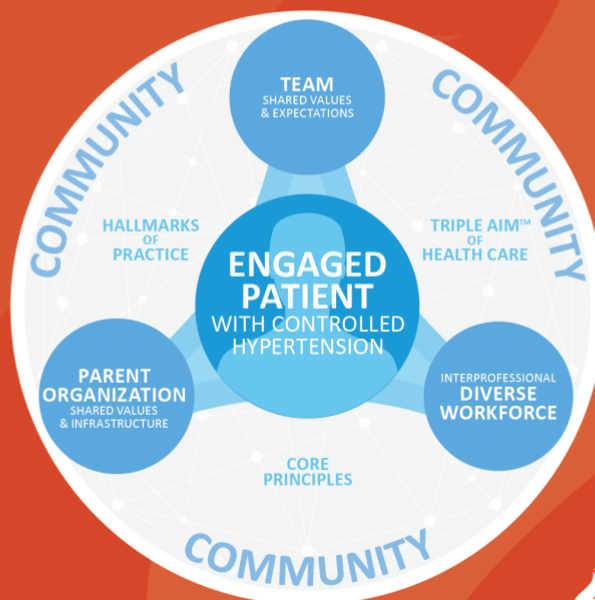 COMMUNITY
COMMUNITY
TEAM
SHARED VALUES
& EXPECTATIONS
HALLMARKS
OF
PRACTICE
TRIPLE AIM™
OF
HEALTH CARE
ENGAGED
PATIENT
WITH CONTROLLED
HYPERTENSION
PARENT
ORGANIZATION
SHARED VALUES
& INFRASTRUCTURE
INTERPROFESSIONAL
DIVERSE
WORKFORCE
CORE
PRINCIPLES
COMMUNITY